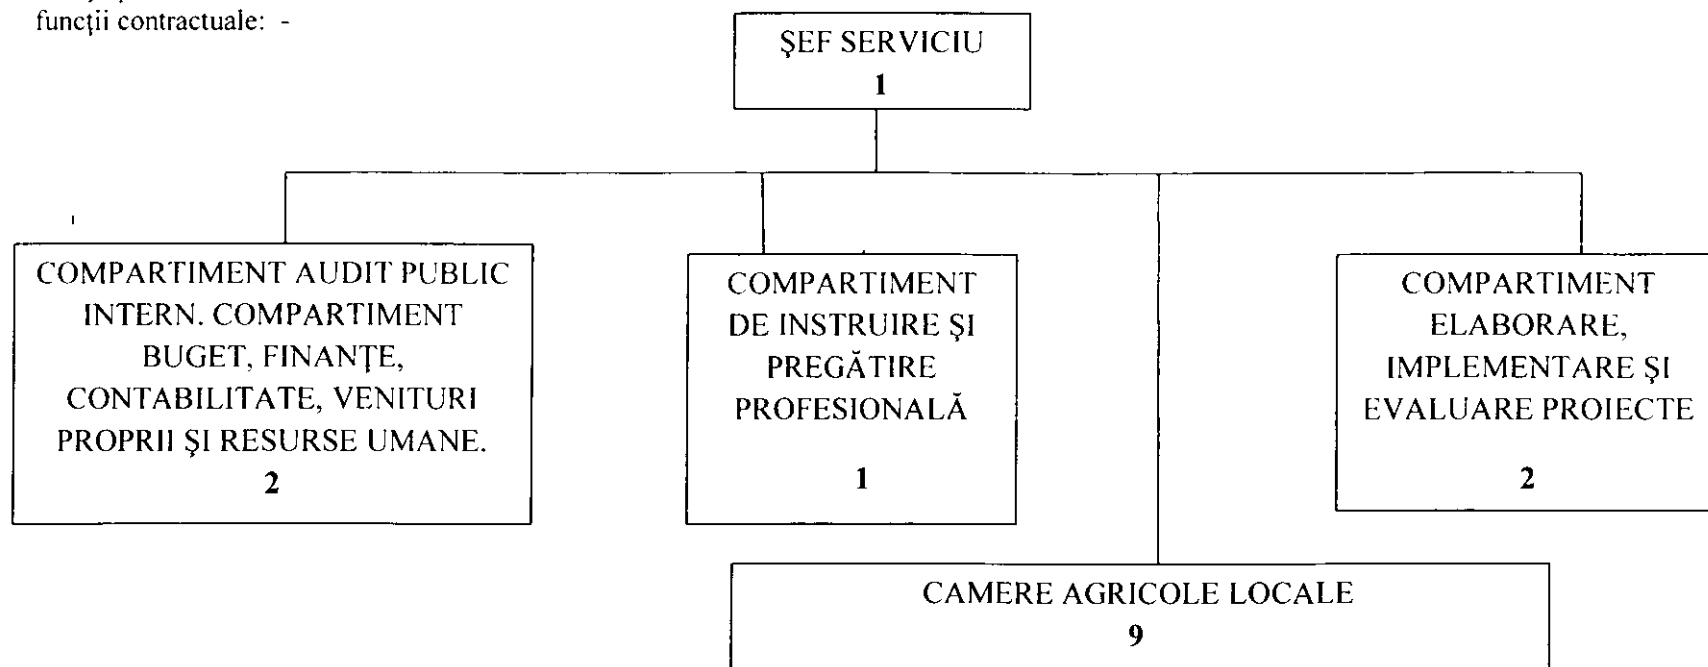 funcţii contractuale: -
ŞEF SERVICIU
1
COMPARTIMENT AUDIT PUBLIC
INTERN. COMPARTIMENT
BUGET, FINANŢE,
CONTABILITATE, VENITURI
PROPRII ŞI RESURSE UMANE.
2
COMPARTIMENT
DE INSTRUIRE ŞI
PREGĂTIRE
PROFESIONALĂ
1
COMPARTIMENT
ELABORARE,
IMPLEMENTARE ŞI
EVALUARE PROIECTE
2
CAMERE AGRICOLE LOCALE
9